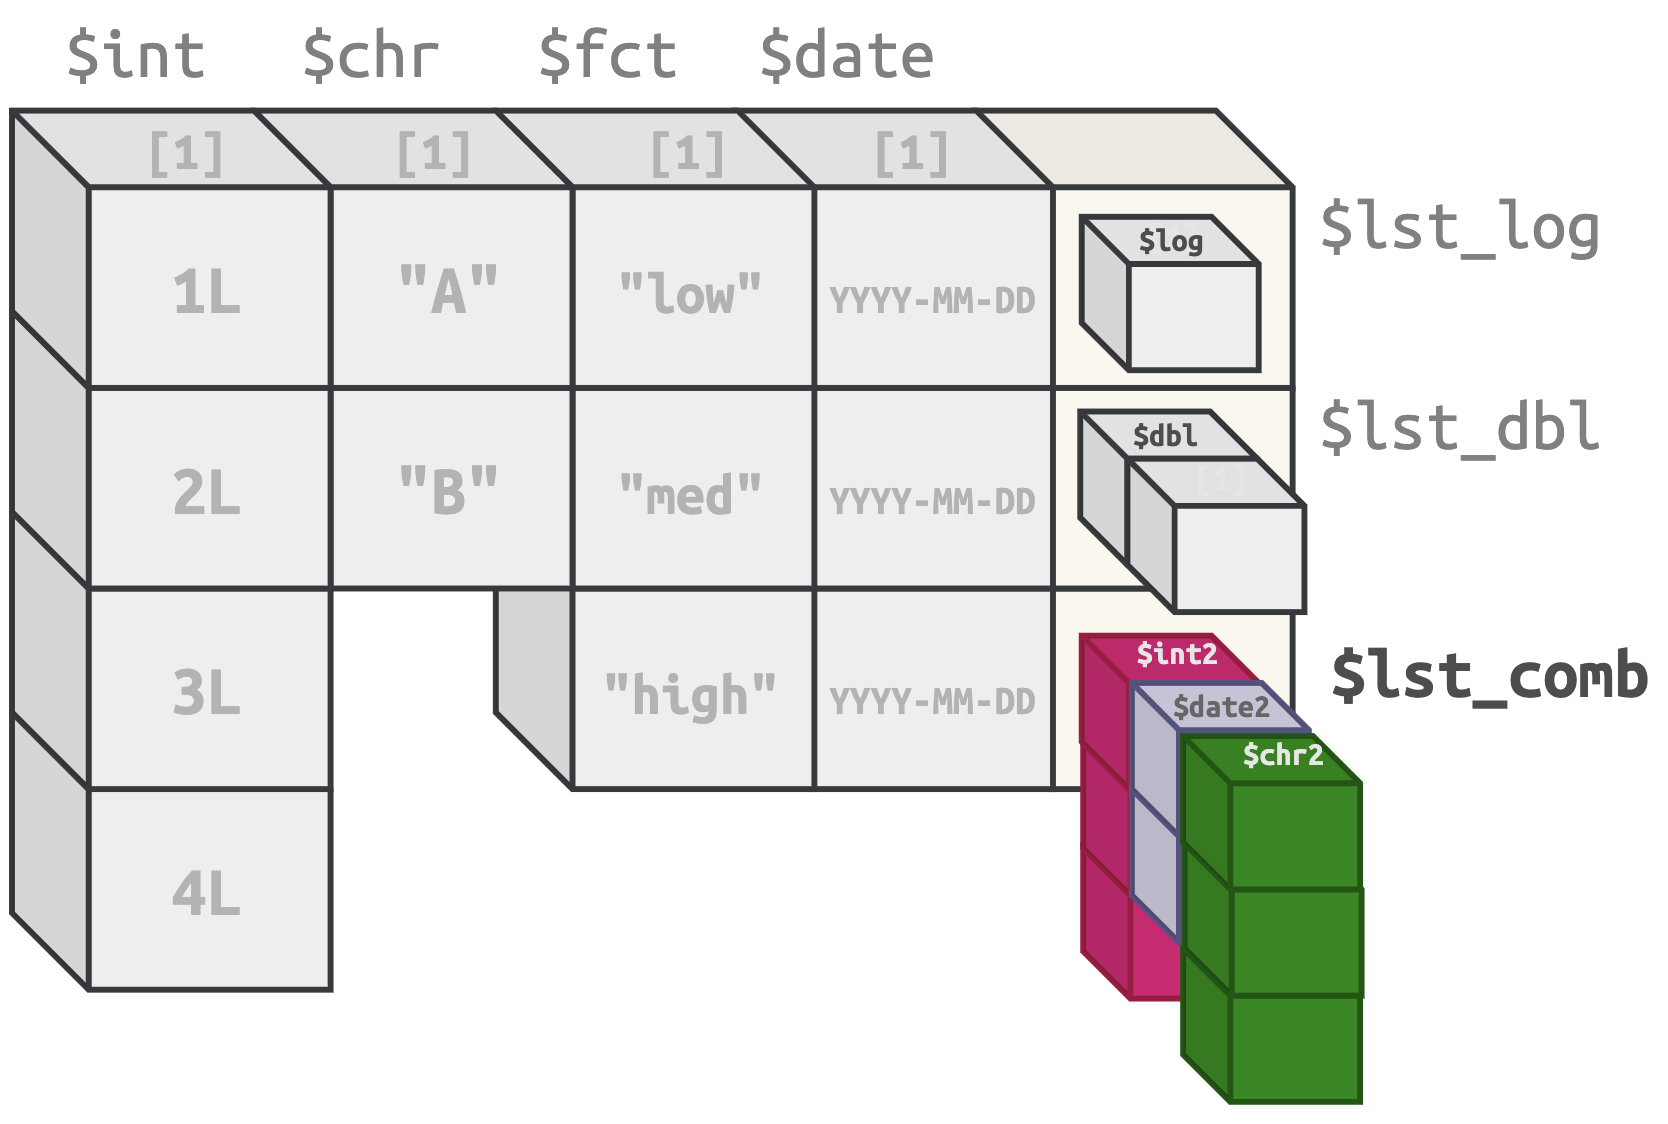 $int $chr $fct $date
[1] [1] [1] [1]
$log $lst_log
1L "A" "low" YYYY-MM-DD
$dbl $lst_dbl
[1]
2L "B" "med" YYYY-MM-DD
$int2 $lst_comb
3L "high" YYYY-MM-DD
$date2
$chr2
4L